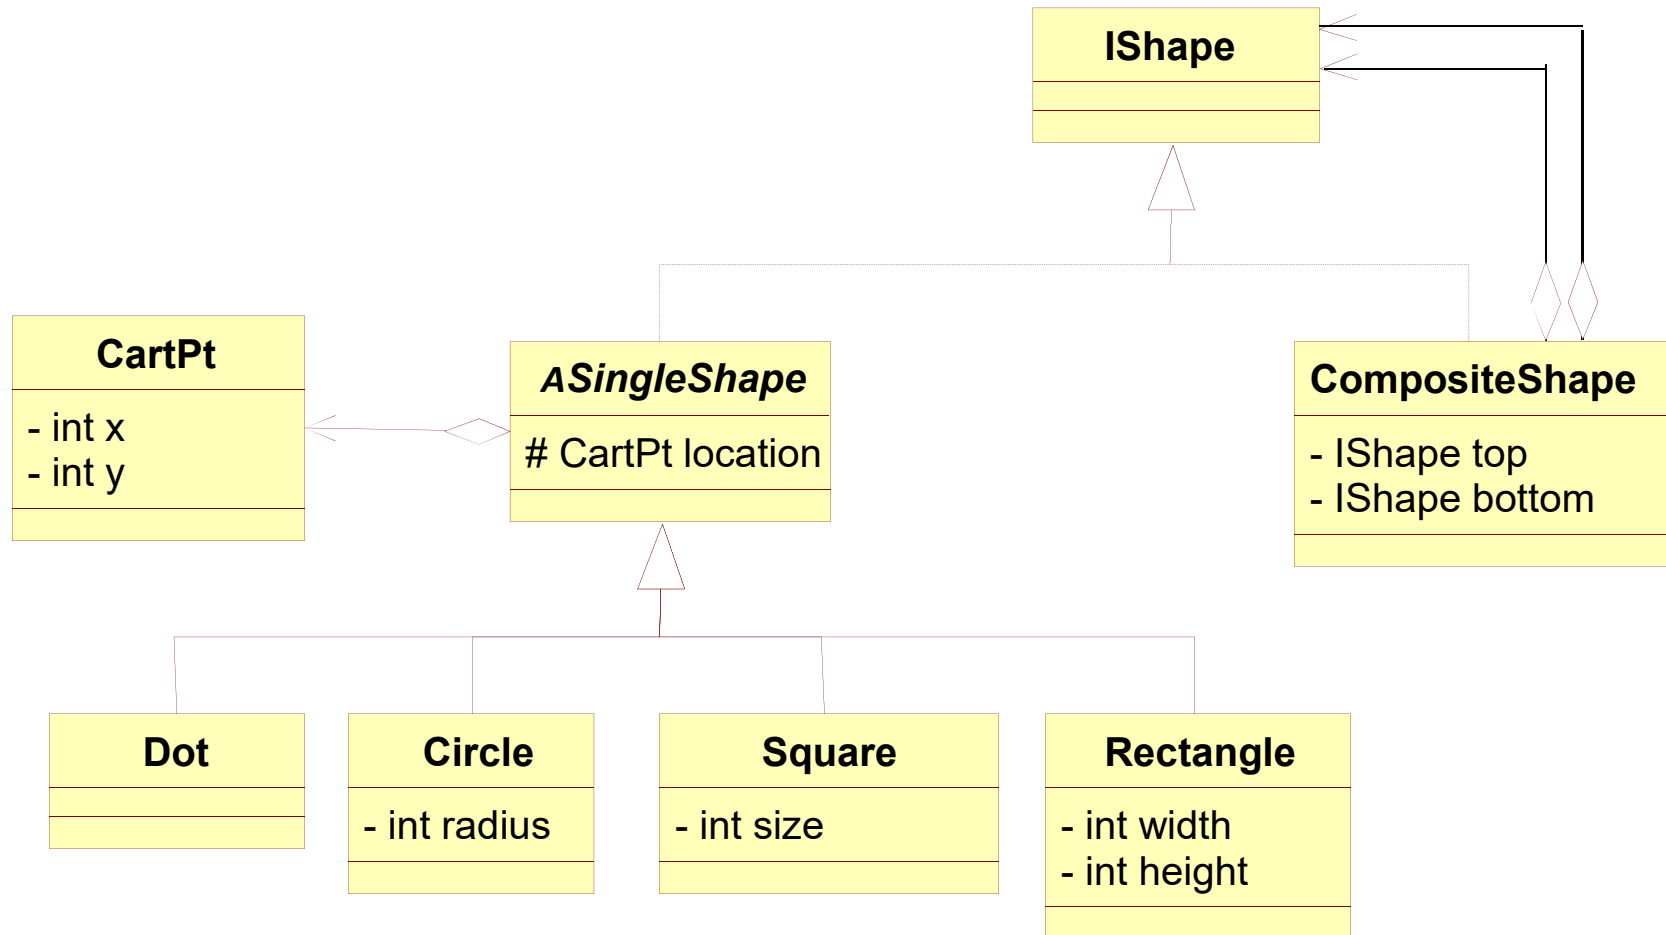 IShape
CartPt
- int x
- int y
ASingleShape
# CartPt location
CompositeShape
- IShape top
- IShape bottom
Dot
Circle
- int radius
Square
- int size
Rectangle
- int width
- int height